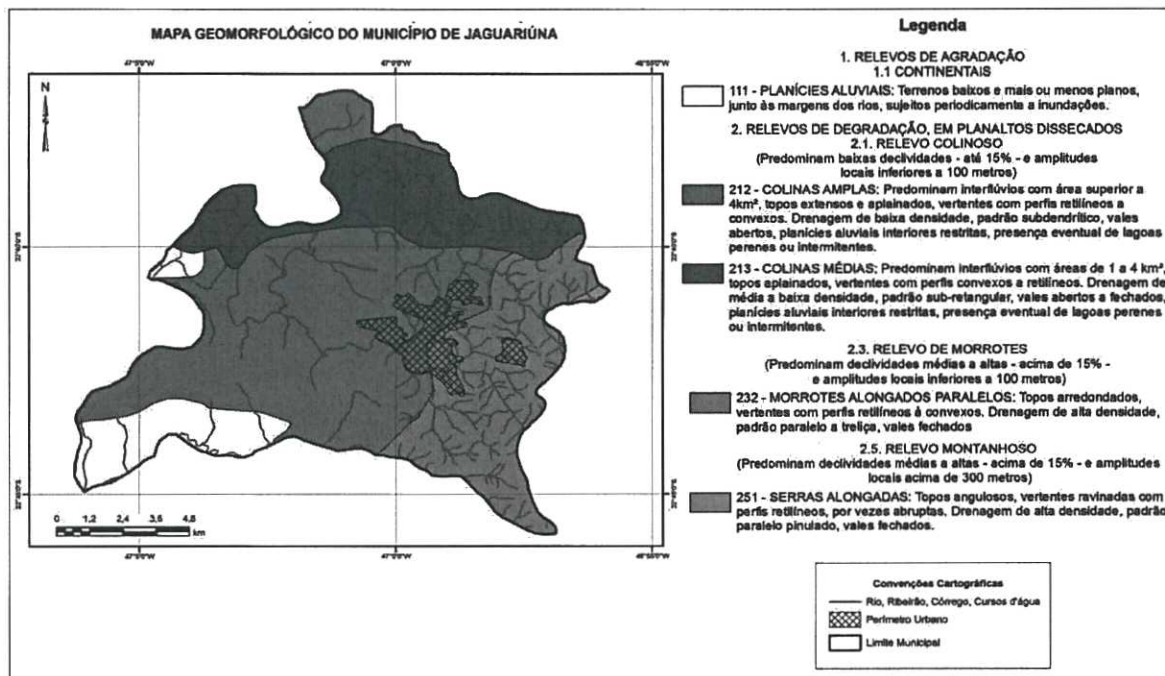 MAPA GEOMORFOLÓGICO DO MUNICÍPIO DE JAGUARIÚNA
N
0 1,2 2,4 3,6 4,8
km
Legenda
1. RELEVOS DE AGRADAÇÃO
1.1 CONTINENTAIS
111 - PLANÍCIES ALUVIAIS: Terrenos baixos e mais ou menos planos,
junto às margens dos rios, sujeitos periodicamente a inundações.
2. RELEVOS DE DEGRADAÇÃO, EM PLANALTOS DISSECADOS
2.1. RELEVO COLINOSO
(Predominam baixas declividades - até 15% - e amplitudes
locais inferiores a 100 metros)
212 - COLINAS AMPLAS: Predominam interflúvios com área superior a
4km², topos extensos e aplainados, vertentes com perfis retilíneos a
convexos. Drenagem de baixa densidade, padrão subdendrítico, vales
abertos, planícies aluviais interiores restritas, presença eventual de lagoas
perenes ou intermitentes.
213 - COLINAS MÉDIAS: Predominam interflúvios com áreas de 1 a 4 km²,
topos aplainados, vertentes com perfis convexos a retilíneos. Drenagem de
média a baixa densidade, padrão sub-retangular, vales abertos a fechados,
planícies aluviais interiores restritas, presença eventual de lagoas perenes
ou intermitentes.
2.3. RELEVO DE MORROTES
(Predominam declividades médias a altas - acima de 15% -
e amplitudes locais inferiores a 100 metros)
232 - MORROTES ALONGADOS PARALELOS: Topos arredondados,
vertentes com perfis retilíneos à convexos. Drenagem de alta densidade,
padrão paralelo a treliça, vales fechados
2.5. RELEVO MONTANHOSO
(Predominam declividades médias a altas - acima de 15% - e amplitudes
locais acima de 300 metros)
251 - SERRAS ALONGADAS: Topos angulosos, vertentes ravinadas com
perfis retilíneos, por vezes abruptas. Drenagem de alta densidade, padrão
paralelo pinulado, vales fechados.
Convenções Cartográficas
Rio, Ribeirão, Córrego, Cursos d'água
Perímetro Urbano
Limite Municipal